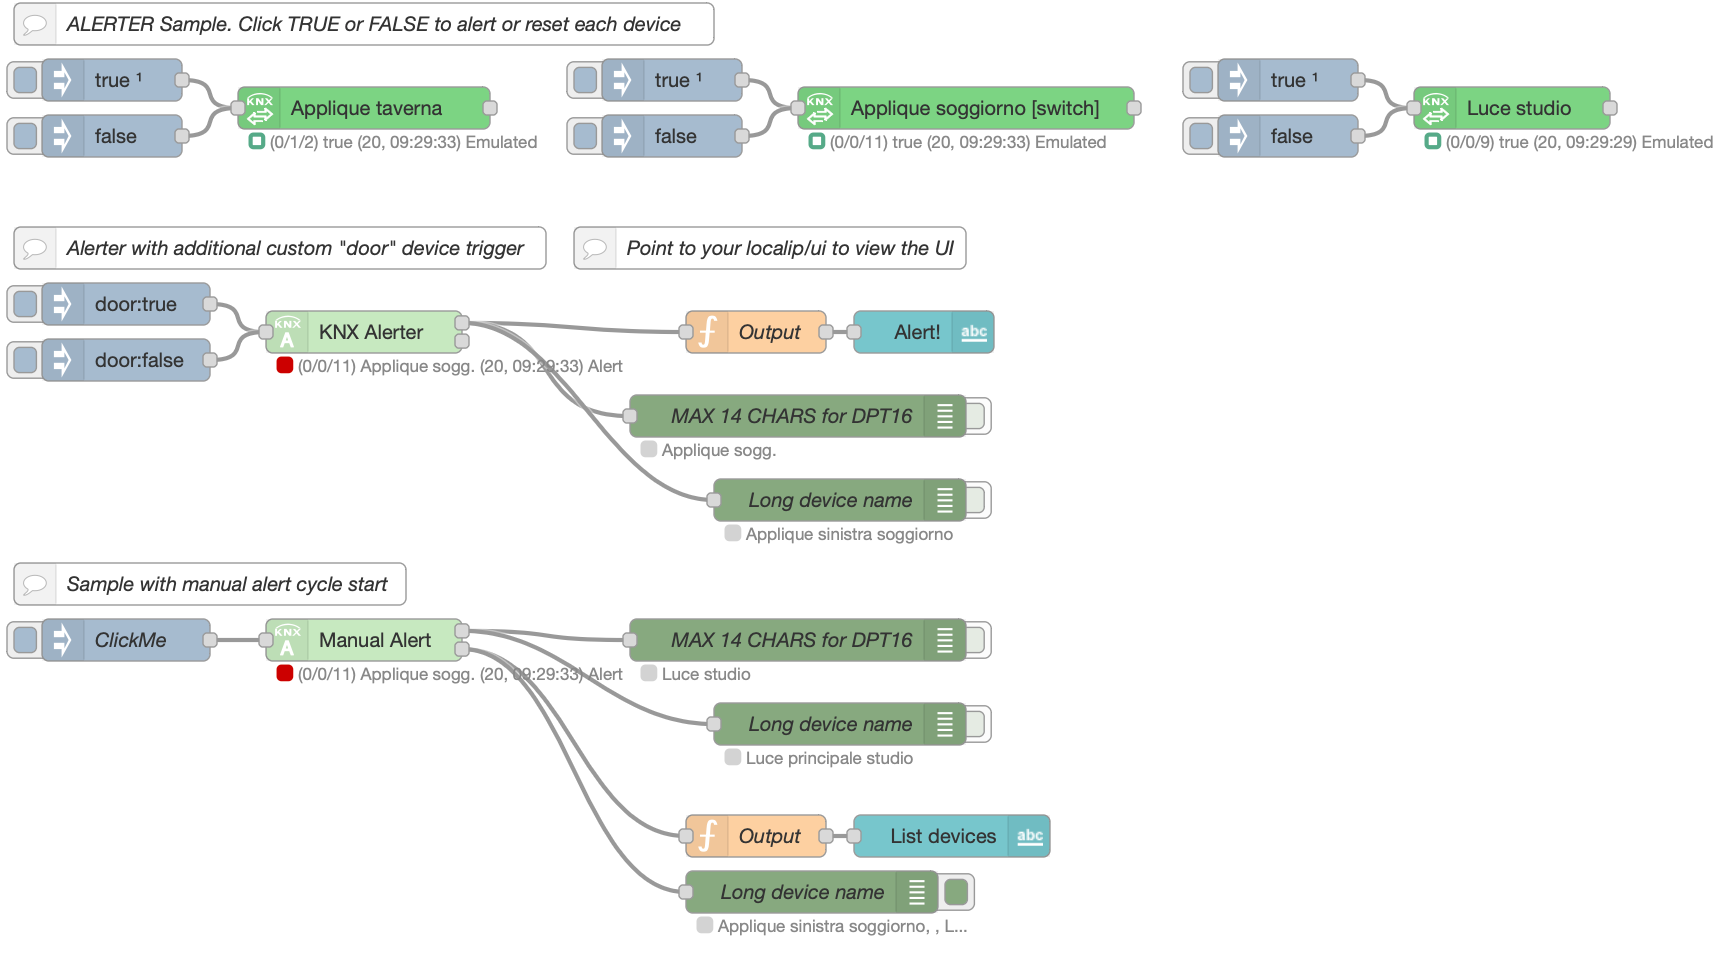 ALERTER Sample. Click TRUE or FALSE to alert or reset each device
true ¹
false
KNX
Applique taverna
(0/1/2) true (20, 09:29:33) Emulated
true ¹
false
KNX
Applique soggiorno [switch]
(0/0/11) true (20, 09:29:33) Emulated
true ¹
false
KNX
Luce studio
(0/0/9) true (20, 09:29:29) Emulated
Alerter with additional custom "door" device trigger
Point to your localip/ui to view the UI
door:true
door:false
KNX
A
KNX Alerter
(0/0/11) Applique sogg. (20, 09:29:33) Alert
Output
Alert!
abc
MAX 14 CHARS for DPT16
Applique sogg.
Long device name
Applique sinistra soggiorno
Sample with manual alert cycle start
ClickMe
KNX
A
Manual Alert
(0/0/11) Applique sogg. (20, 09:29:33) Alert
MAX 14 CHARS for DPT16
Luce studio
Long device name
Luce principale studio
Output
List devices
abc
Long device name
Applique sinistra soggiorno, , L...